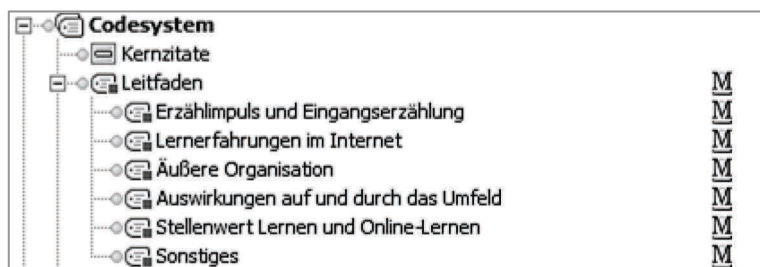 Codesystem
Kernzitate
Leitfaden M
Erzählimpuls und Eingangserzählung M
Lernerfahrungen im Internet M
Äußere Organisation M
Auswirkungen auf und durch das Umfeld M
Stellenwert Lernen und Online-Lernen M
Sonstiges M